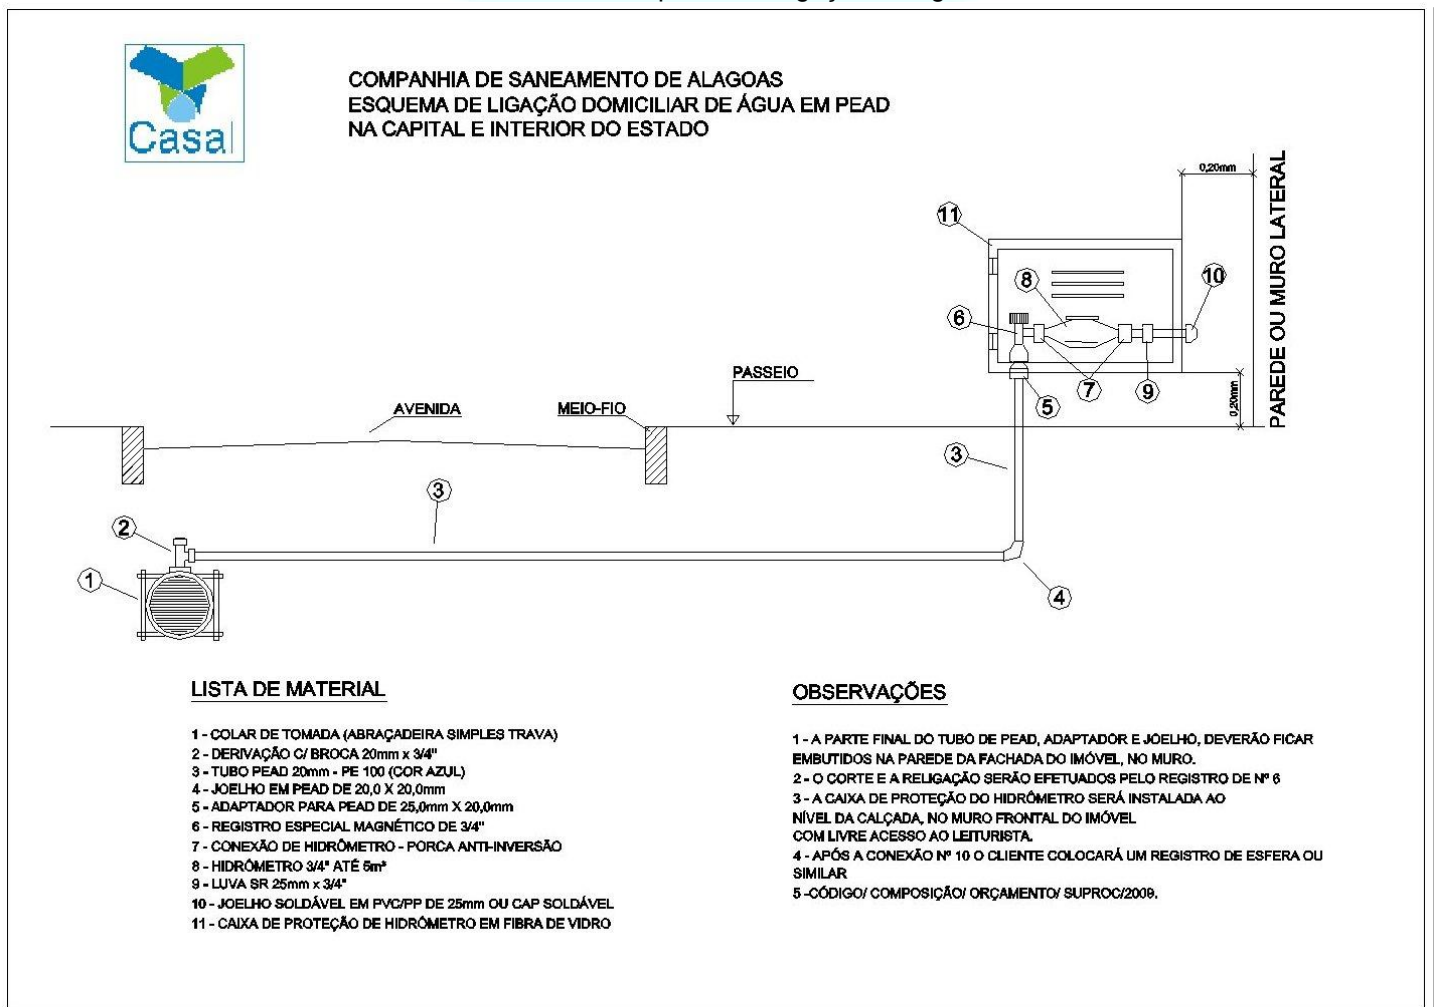 Casal
COMPANHIA DE SANEAMENTO DE ALAGOAS
ESQUEMA DE LIGAÇÃO DOMICILIAR DE ÁGUA EM PEAD
NA CAPITAL E INTERIOR DO ESTADO
0,20mm
PAREDE OU MURO LATERAL
11
8
10
6
7
9
5
0,20mm
PASSEIO
AVENIDA
MEIO-FIO
3
3
2
1
4
LISTA DE MATERIAL
1 - COLAR DE TOMADA (ABRAÇADEIRA SIMPLES TRAVA)
2 - DERIVAÇÃO C/ BROCA 20mm x 3/4"
3 - TUBO PEAD 20mm - PE 100 (COR AZUL)
4 - JOELHO EM PEAD DE 20,0 X 20,0mm
5 - ADAPTADOR PARA PEAD DE 25,0mm X 20,0mm
6 - REGISTRO ESPECIAL MAGNÉTICO DE 3/4"
7 - CONEXÃO DE HIDRÔMETRO - PORCA ANTI-INVERSÃO
8 - HIDRÔMETRO 3/4" ATÉ 5m³
9 - LUVA SR 25mm x 3/4"
10 - JOELHO SOLDÁVEL EM PVC/PP DE 25mm OU CAP SOLDÁVEL
11 - CAIXA DE PROTEÇÃO DE HIDRÔMETRO EM FIBRA DE VIDRO
OBSERVAÇÕES
1 - A PARTE FINAL DO TUBO DE PEAD, ADAPTADOR E JOELHO, DEVERÃO FICAR
EMBUTIDOS NA PAREDE DA FACHADA DO IMÓVEL, NO MURO.
2 - O CORTE E A RELIGAÇÃO SERÃO EFETUADOS PELO REGISTRO DE Nº 6
3 - A CAIXA DE PROTEÇÃO DO HIDRÔMETRO SERÁ INSTALADA AO
NÍVEL DA CALÇADA, NO MURO FRONTAL DO IMÓVEL
COM LIVRE ACESSO AO LEITURISTA.
4 - APÓS A CONEXÃO Nº 10 O CLIENTE COLOCARÁ UM REGISTRO DE ESFERA OU
SIMILAR
5 -CÓDIGO/ COMPOSIÇÃO/ ORÇAMENTO/ SUPROC/2009.